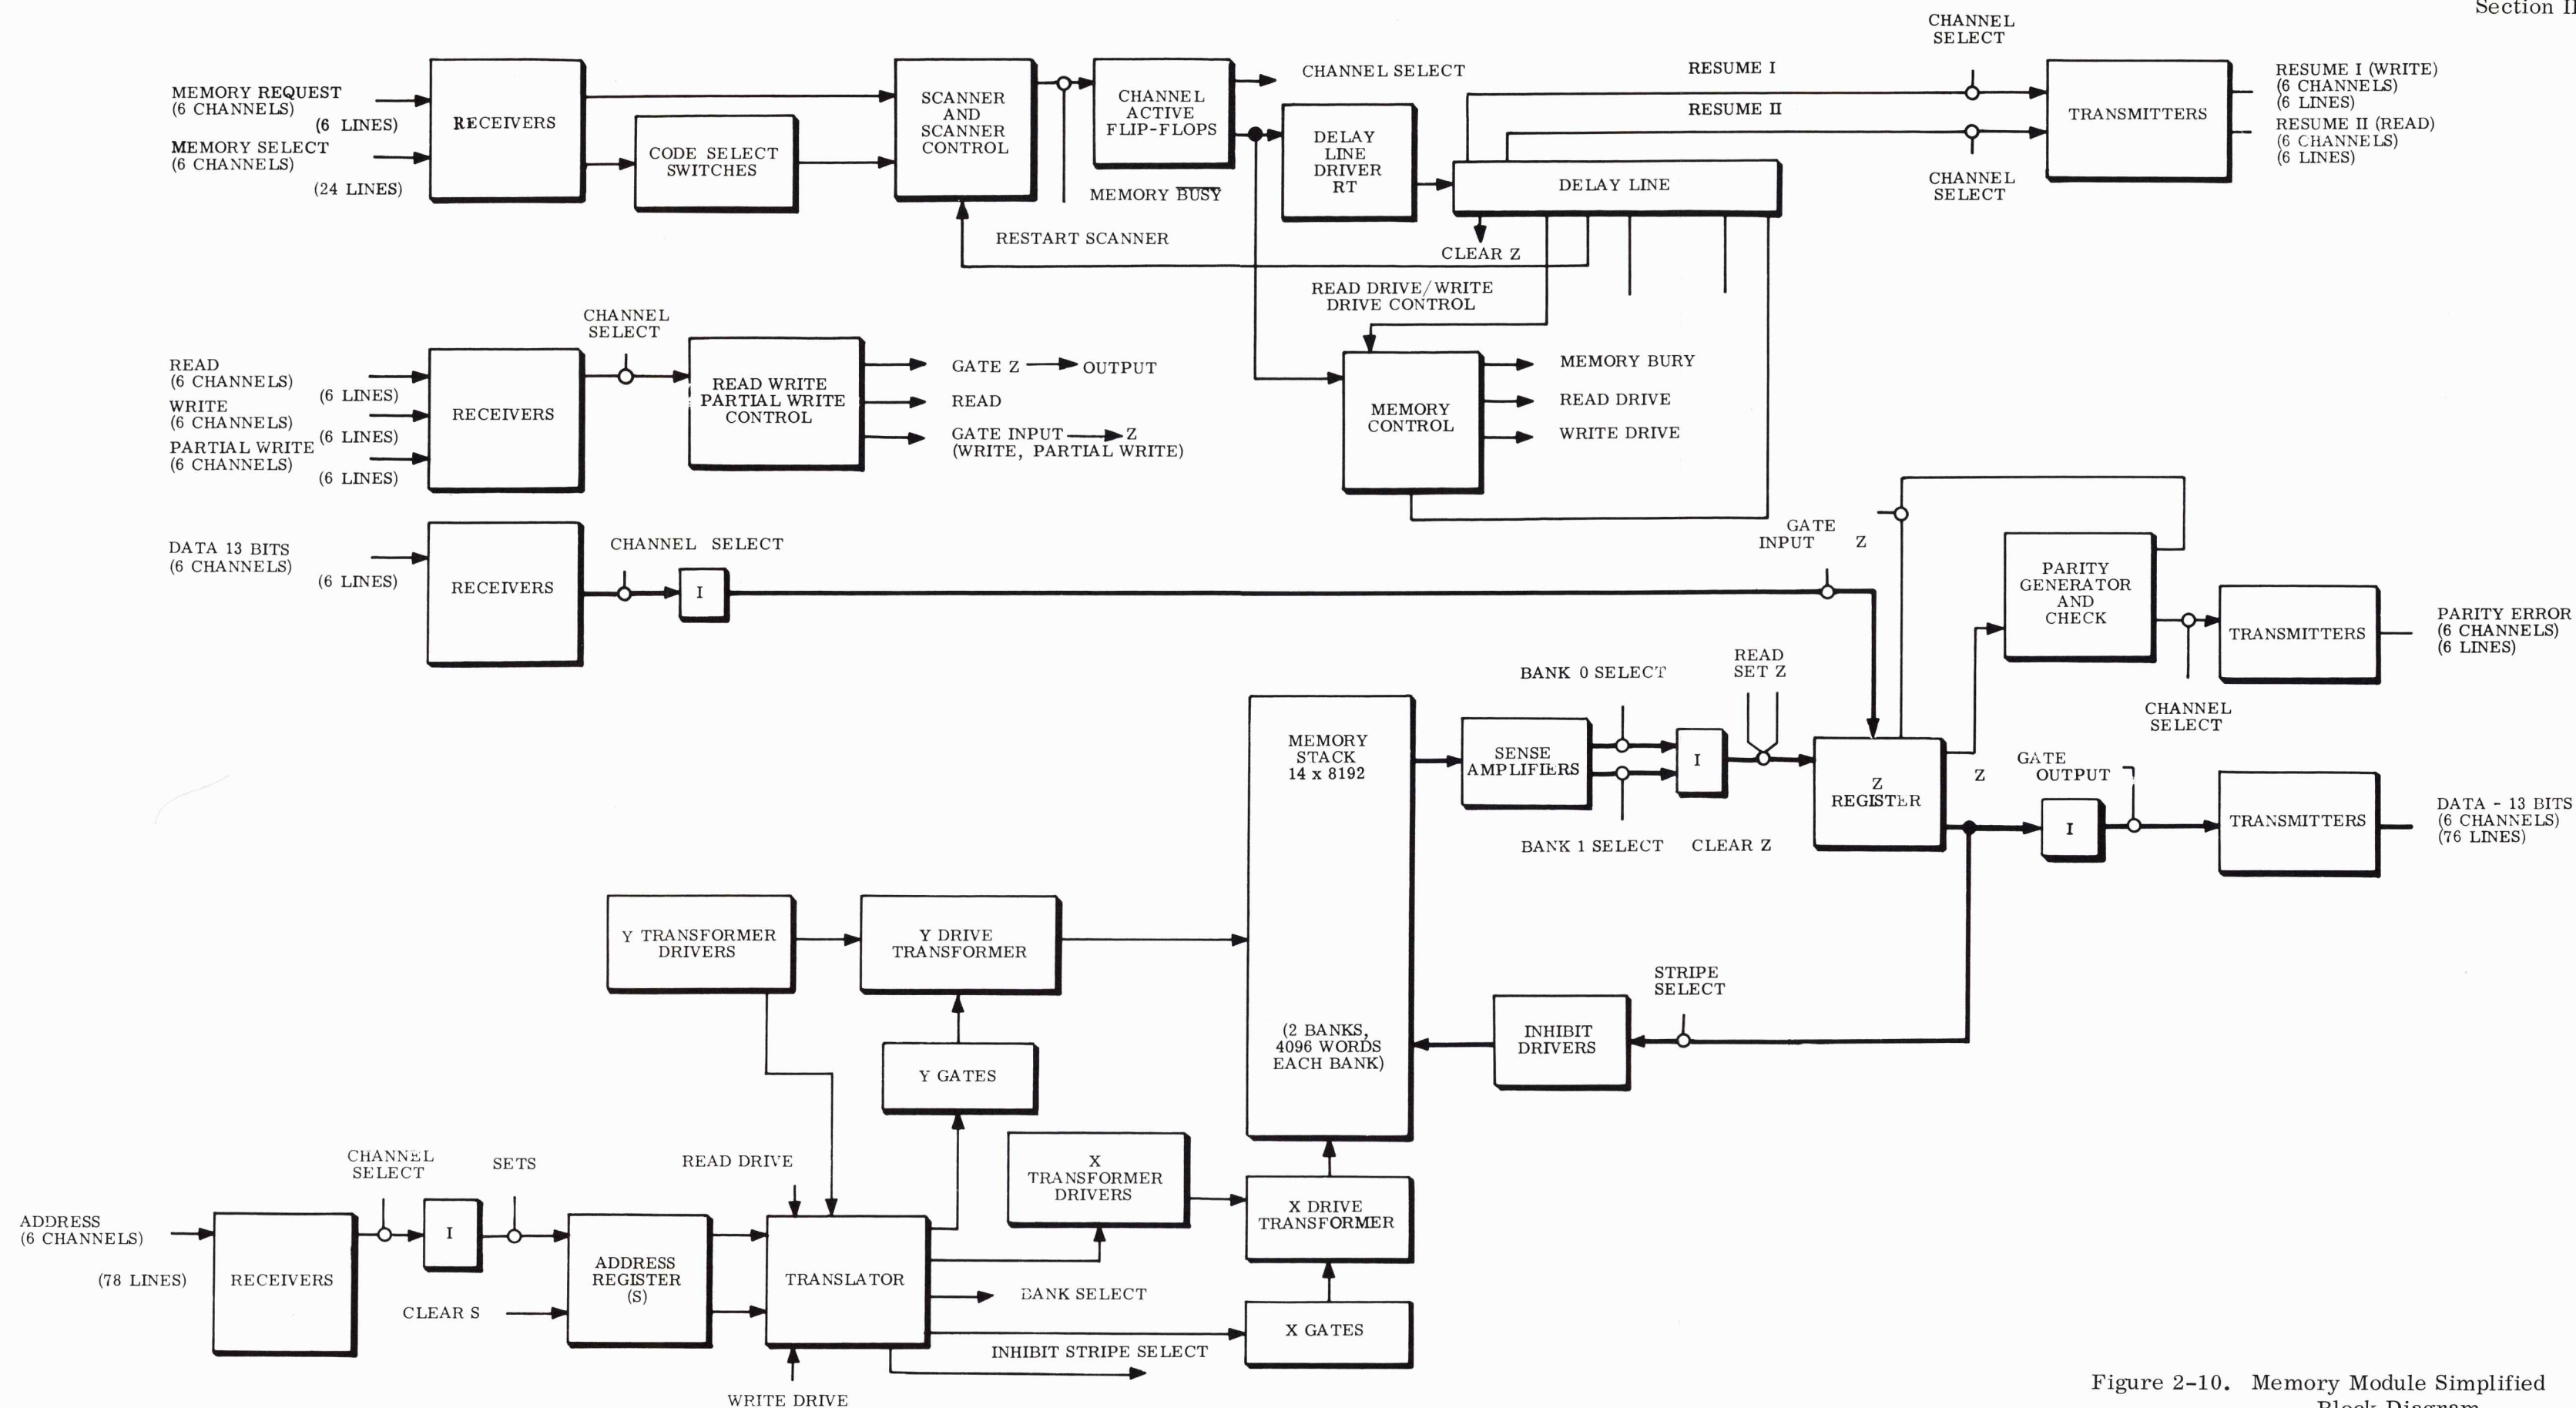 Section II
MEMORY REQUEST
(6 CHANNELS)
(6 LINES)
MEMORY SELECT
(6 CHANNELS)
(24 LINES)
RECEIVERS
CODE SELECT
SWITCHES
SCANNER
AND
SCANNER
CONTROL
MEMORY BUSY
CHANNEL
ACTIVE
FLIP-FLOPS
CHANNEL SELECT
DELAY
LINE
DRIVER
RT
RESUME I
RESUME II
DELAY LINE
CHANNEL
SELECT
CHANNEL
SELECT
TRANSMITTERS
RESUME I (WRITE)
(6 CHANNELS)
(6 LINES)
RESUME II (READ)
(6 CHANNELS)
(6 LINES)
RESTART SCANNER
CLEAR Z
READ DRIVE/WRITE
DRIVE CONTROL
READ
(6 CHANNELS)
(6 LINES)
WRITE
(6 CHANNELS)
(6 LINES)
PARTIAL WRITE
(6 CHANNELS)
(6 LINES)
RECEIVERS
CHANNEL
SELECT
READ WRITE
PARTIAL WRITE
CONTROL
GATE Z OUTPUT
READ
GATE INPUT Z
(WRITE, PARTIAL WRITE)
MEMORY
CONTROL
MEMORY BURY
READ DRIVE
WRITE DRIVE
DATA 13 BITS
(6 CHANNELS)
(6 LINES)
RECEIVERS
CHANNEL SELECT
I
GATE
INPUT Z
PARITY
GENERATOR
AND
CHECK
CHANNEL
SELECT
TRANSMITTERS
PARITY ERROR
(6 CHANNELS)
(6 LINES)
MEMORY
STACK
14 x 8192
(2 BANKS,
4096 WORDS
EACH BANK)
SENSE
AMPLIFIERS
BANK 0 SELECT
BANK 1 SELECT
I
READ
SET Z
CLEAR Z
Z
REGISTER
Z
GATE
OUTPUT
I
TRANSMITTERS
DATA - 13 BITS
(6 CHANNELS)
(76 LINES)
Y TRANSFORMER
DRIVERS
Y DRIVE
TRANSFORMER
Y GATES
STRIPE
SELECT
INHIBIT
DRIVERS
ADDRESS
(6 CHANNELS)
(78 LINES)
RECEIVERS
CHANNEL
SELECT
I
SETS
CLEAR S
ADDRESS
REGISTER
(S)
READ DRIVE
TRANSLATOR
WRITE DRIVE
X
TRANSFORMER
DRIVERS
X DRIVE
TRANSFORMER
BANK SELECT
X GATES
INHIBIT STRIPE SELECT
Figure 2-10. Memory Module Simplified
Block Diagram